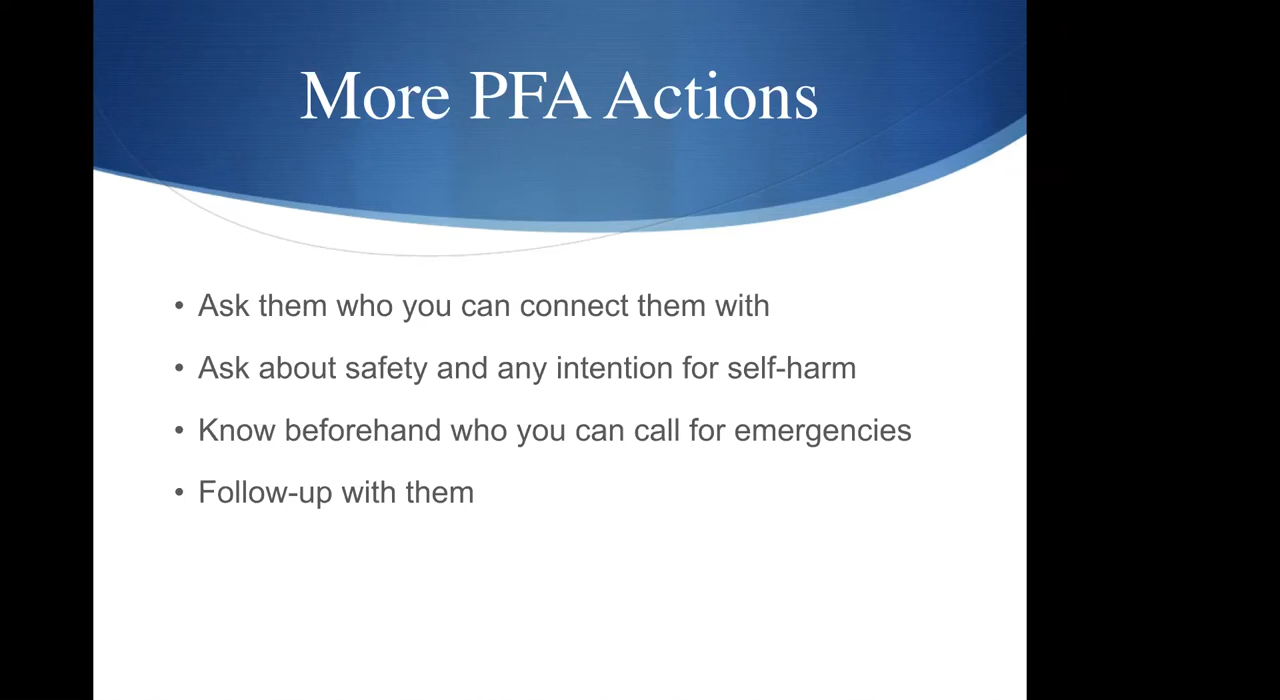 More PFA Actions
• Ask them who you can connect them with
• Ask about safety and any intention for self-harm
• Know beforehand who you can call for emergencies
• Follow-up with them